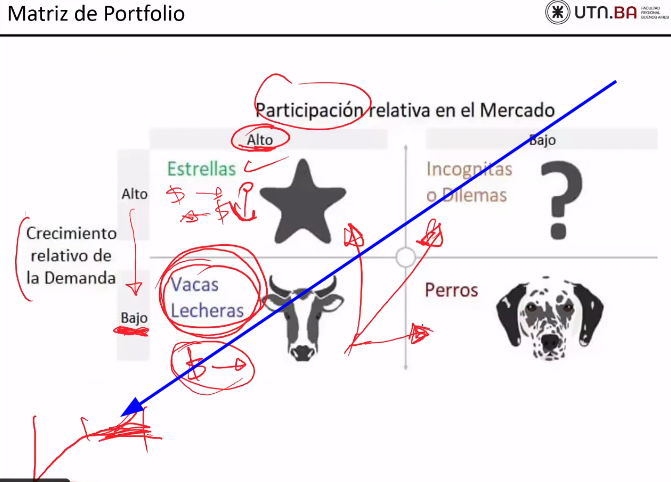 Matriz de Portfolio
UTN.BA
FACULTAD
REGIONAL
BUENOS AIRES
Participación relativa en el Mercado
Alto
Bajo
Estrellas
Incognitas
o Dilemas
?
Alto
$
$
Crecimiento
relativo de
la Demanda
Vacas
Lecheras
Perros
Bajo
$